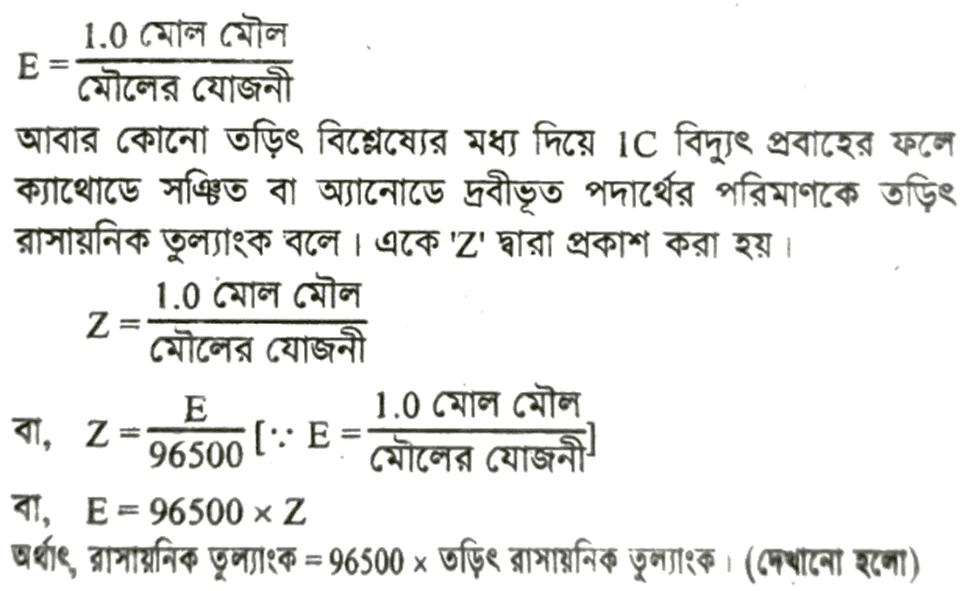 E = 1.0 মোল মৌল / মৌলের যোজনী
আবার কোনো তড়িৎ বিশ্লেষ্যের মধ্য দিয়ে 1C বিদ্যুৎ প্রবাহের ফলে
ক্যাথোডে সঞ্চিত বা অ্যানোডে দ্রবীভূত পদার্থের পরিমাণকে তড়িৎ
রাসায়নিক তুল্যাংক বলে। একে 'Z' দ্বারা প্রকাশ করা হয়।
Z = 1.0 মোল মৌল / মৌলের যোজনী
বা, Z = E / 96500 [∵ E = 1.0 মোল মৌল / মৌলের যোজনী]
বা, E = 96500 × Z
অর্থাৎ, রাসায়নিক তুল্যাংক = 96500 × তড়িৎ রাসায়নিক তুল্যাংক। (দেখানো হলো)